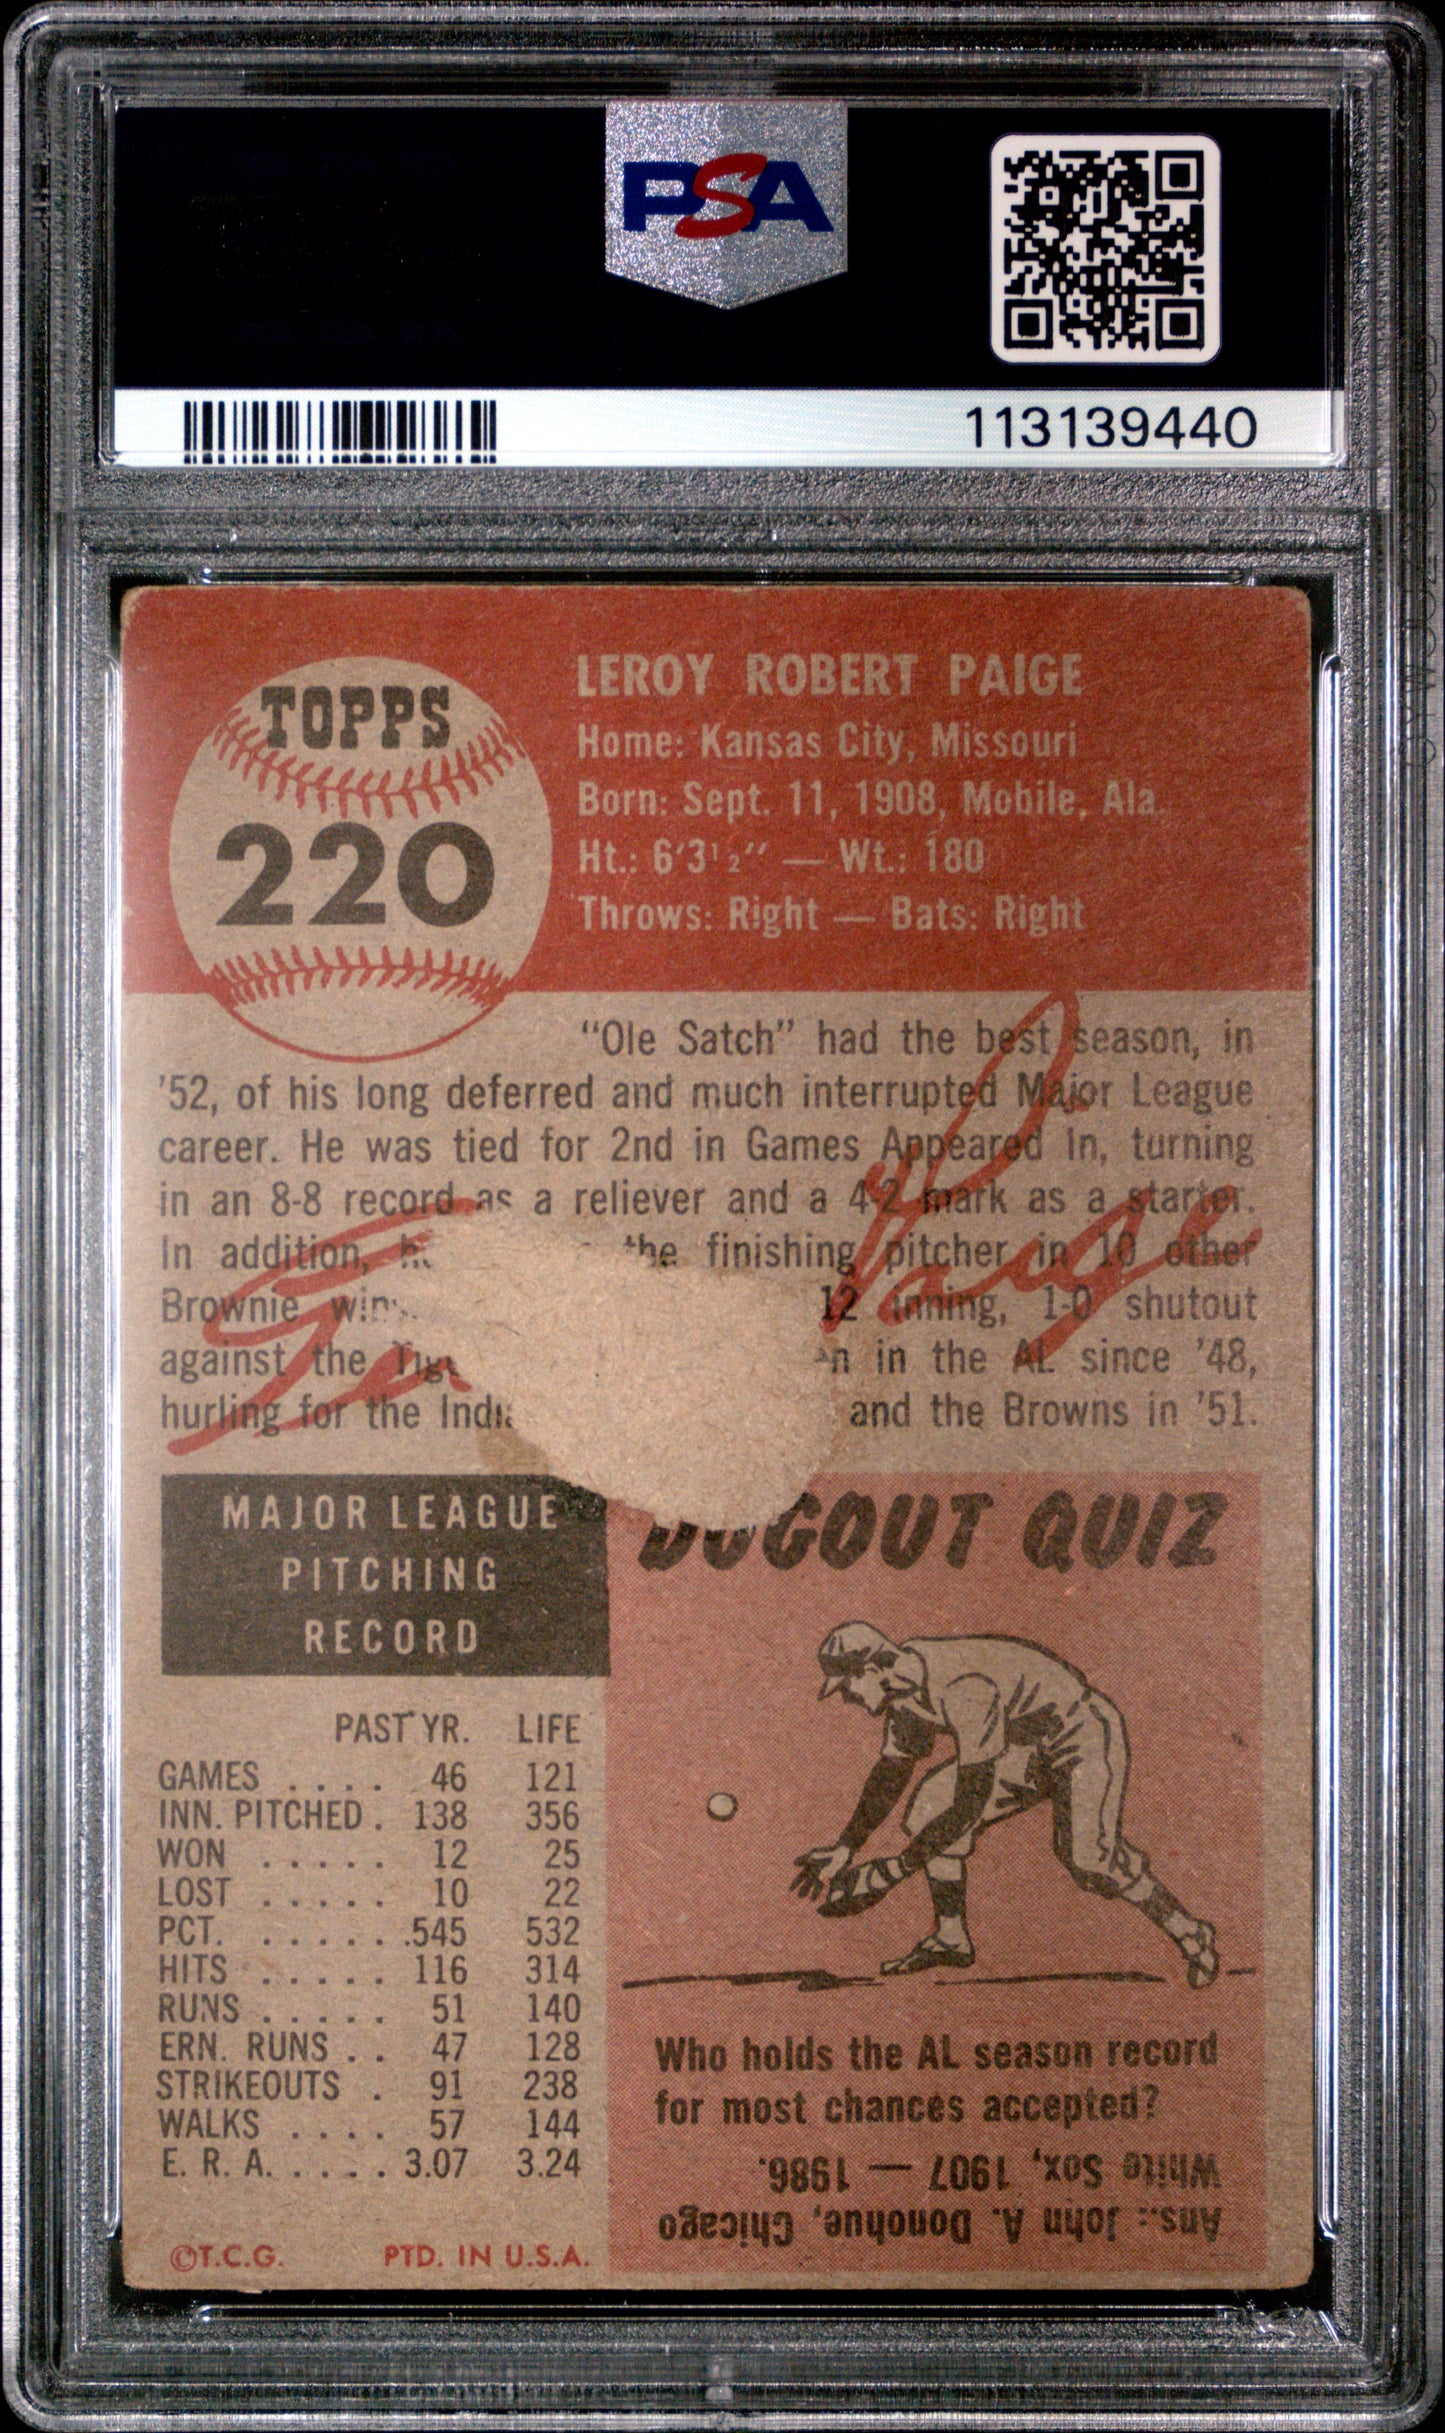 PSA
113139440
TOPPS
220
LEROY ROBERT PAIGE
Home: Kansas City, Missouri
Born: Sept. 11, 1908, Mobile, Ala.
Ht.: 6'3½" — Wt.: 180
Throws: Right — Bats: Right
"Ole Satch" had the best season, in
'52, of his long deferred and much interrupted Major League
career. He was tied for 2nd in Games Appeared In, turning
in an 8-8 record as a reliever and a 4-2 mark as a starter.
In addition, the finishing pitcher in 10 other
Brownie 12 inning, 1-0 shutout
against the in the AL since '48,
hurling for the and the Browns in '51.
Paige
MAJOR LEAGUE
PITCHING
RECORD
PAST YR. LIFE
GAMES .... 46 121
INN. PITCHED . 138 356
WON ..... 12 25
LOST ..... 10 22
PCT. ......545 532
HITS ..... 116 314
RUNS ..... 51 140
ERN. RUNS .. 47 128
STRIKEOUTS . 91 238
WALKS .... 57 144
E. R. A. ..... 3.07 3.24
©T.C.G. PTD. IN U.S.A.
DUGOUT QUIZ
Who holds the AL season record
for most chances accepted?
Ans.: John A. Donohue, Chicago
White Sox, 1907 — 1986.